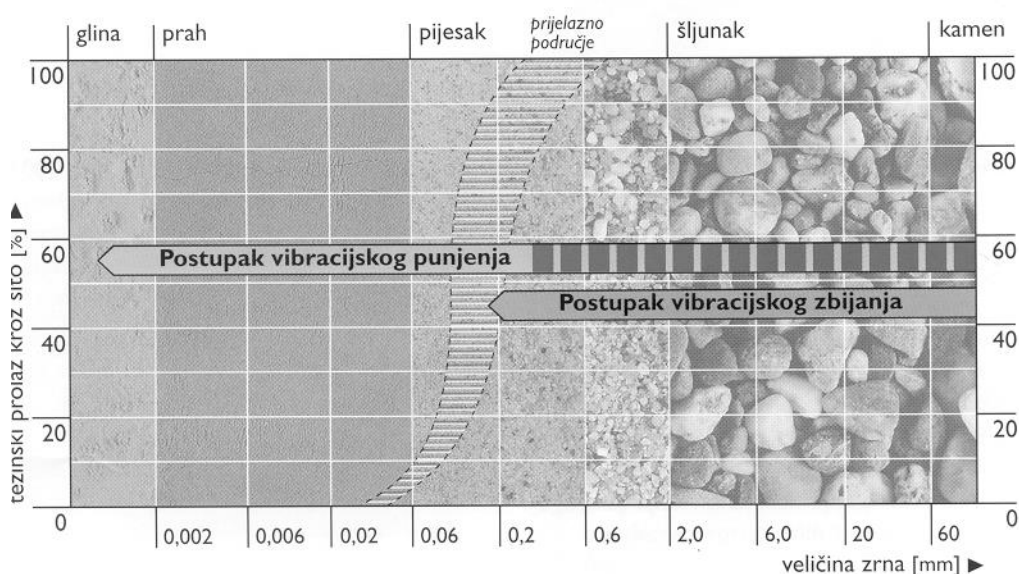 glina prah pijesak prijelazno područje šljunak kamen
100 100
80 80
60 60
Postupak vibracijskog punjenja
Postupak vibracijskog zbijanja
40 40
20 20
0 0
težinski prolaz kroz sito [%] ▲
0,002 0,006 0,02 0,06 0,2 0,6 2,0 6,0 20 60
veličina zrna [mm] ►